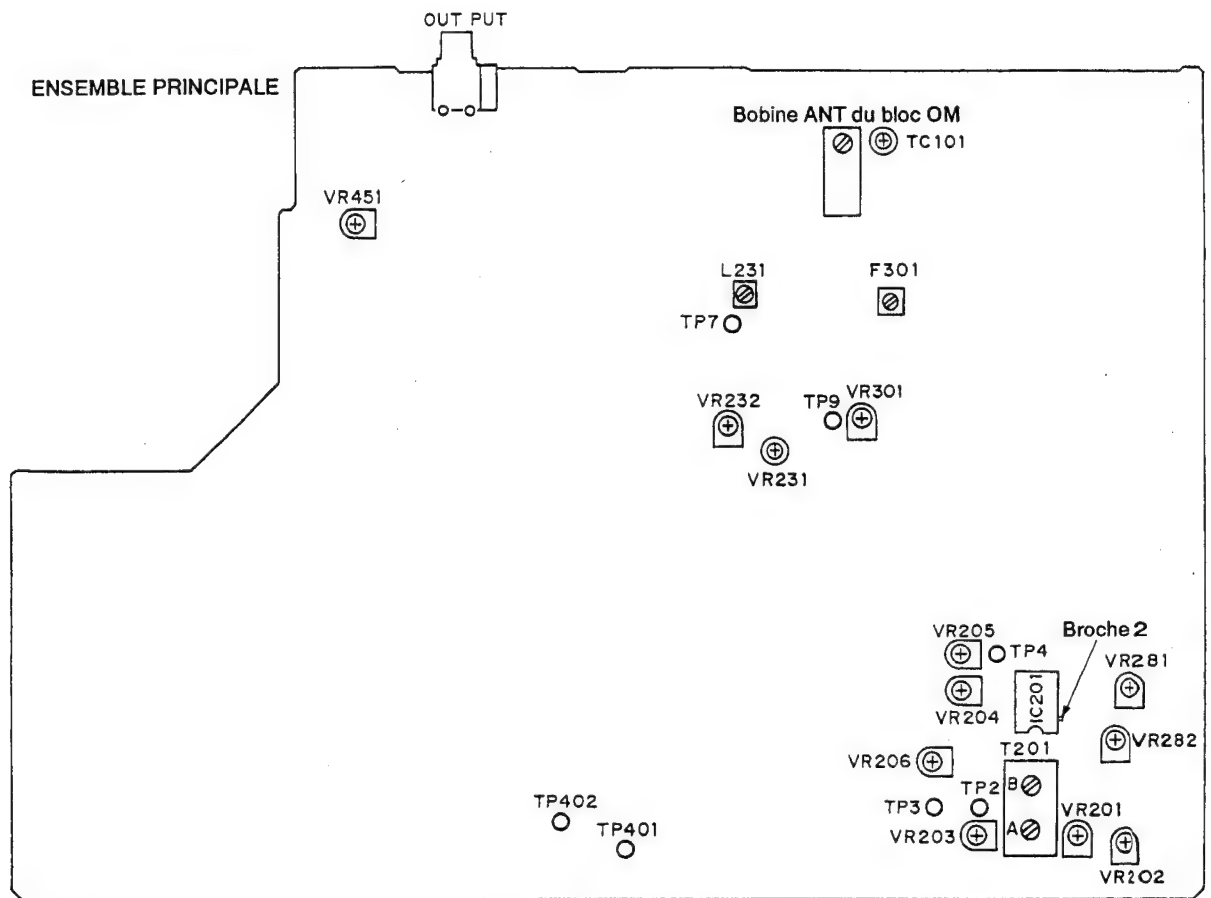 OUT PUT
ENSEMBLE PRINCIPALE
Bobine ANT du bloc OM
TC101
VR451
L231
F301
TP7
VR232
TP9
VR301
VR231
VR205
TP4
Broche 2
VR281
VR204
IC201
VR282
VR206
T201
B
TP3
TP2
VR201
A
VR203
VR202
TP402
TP401